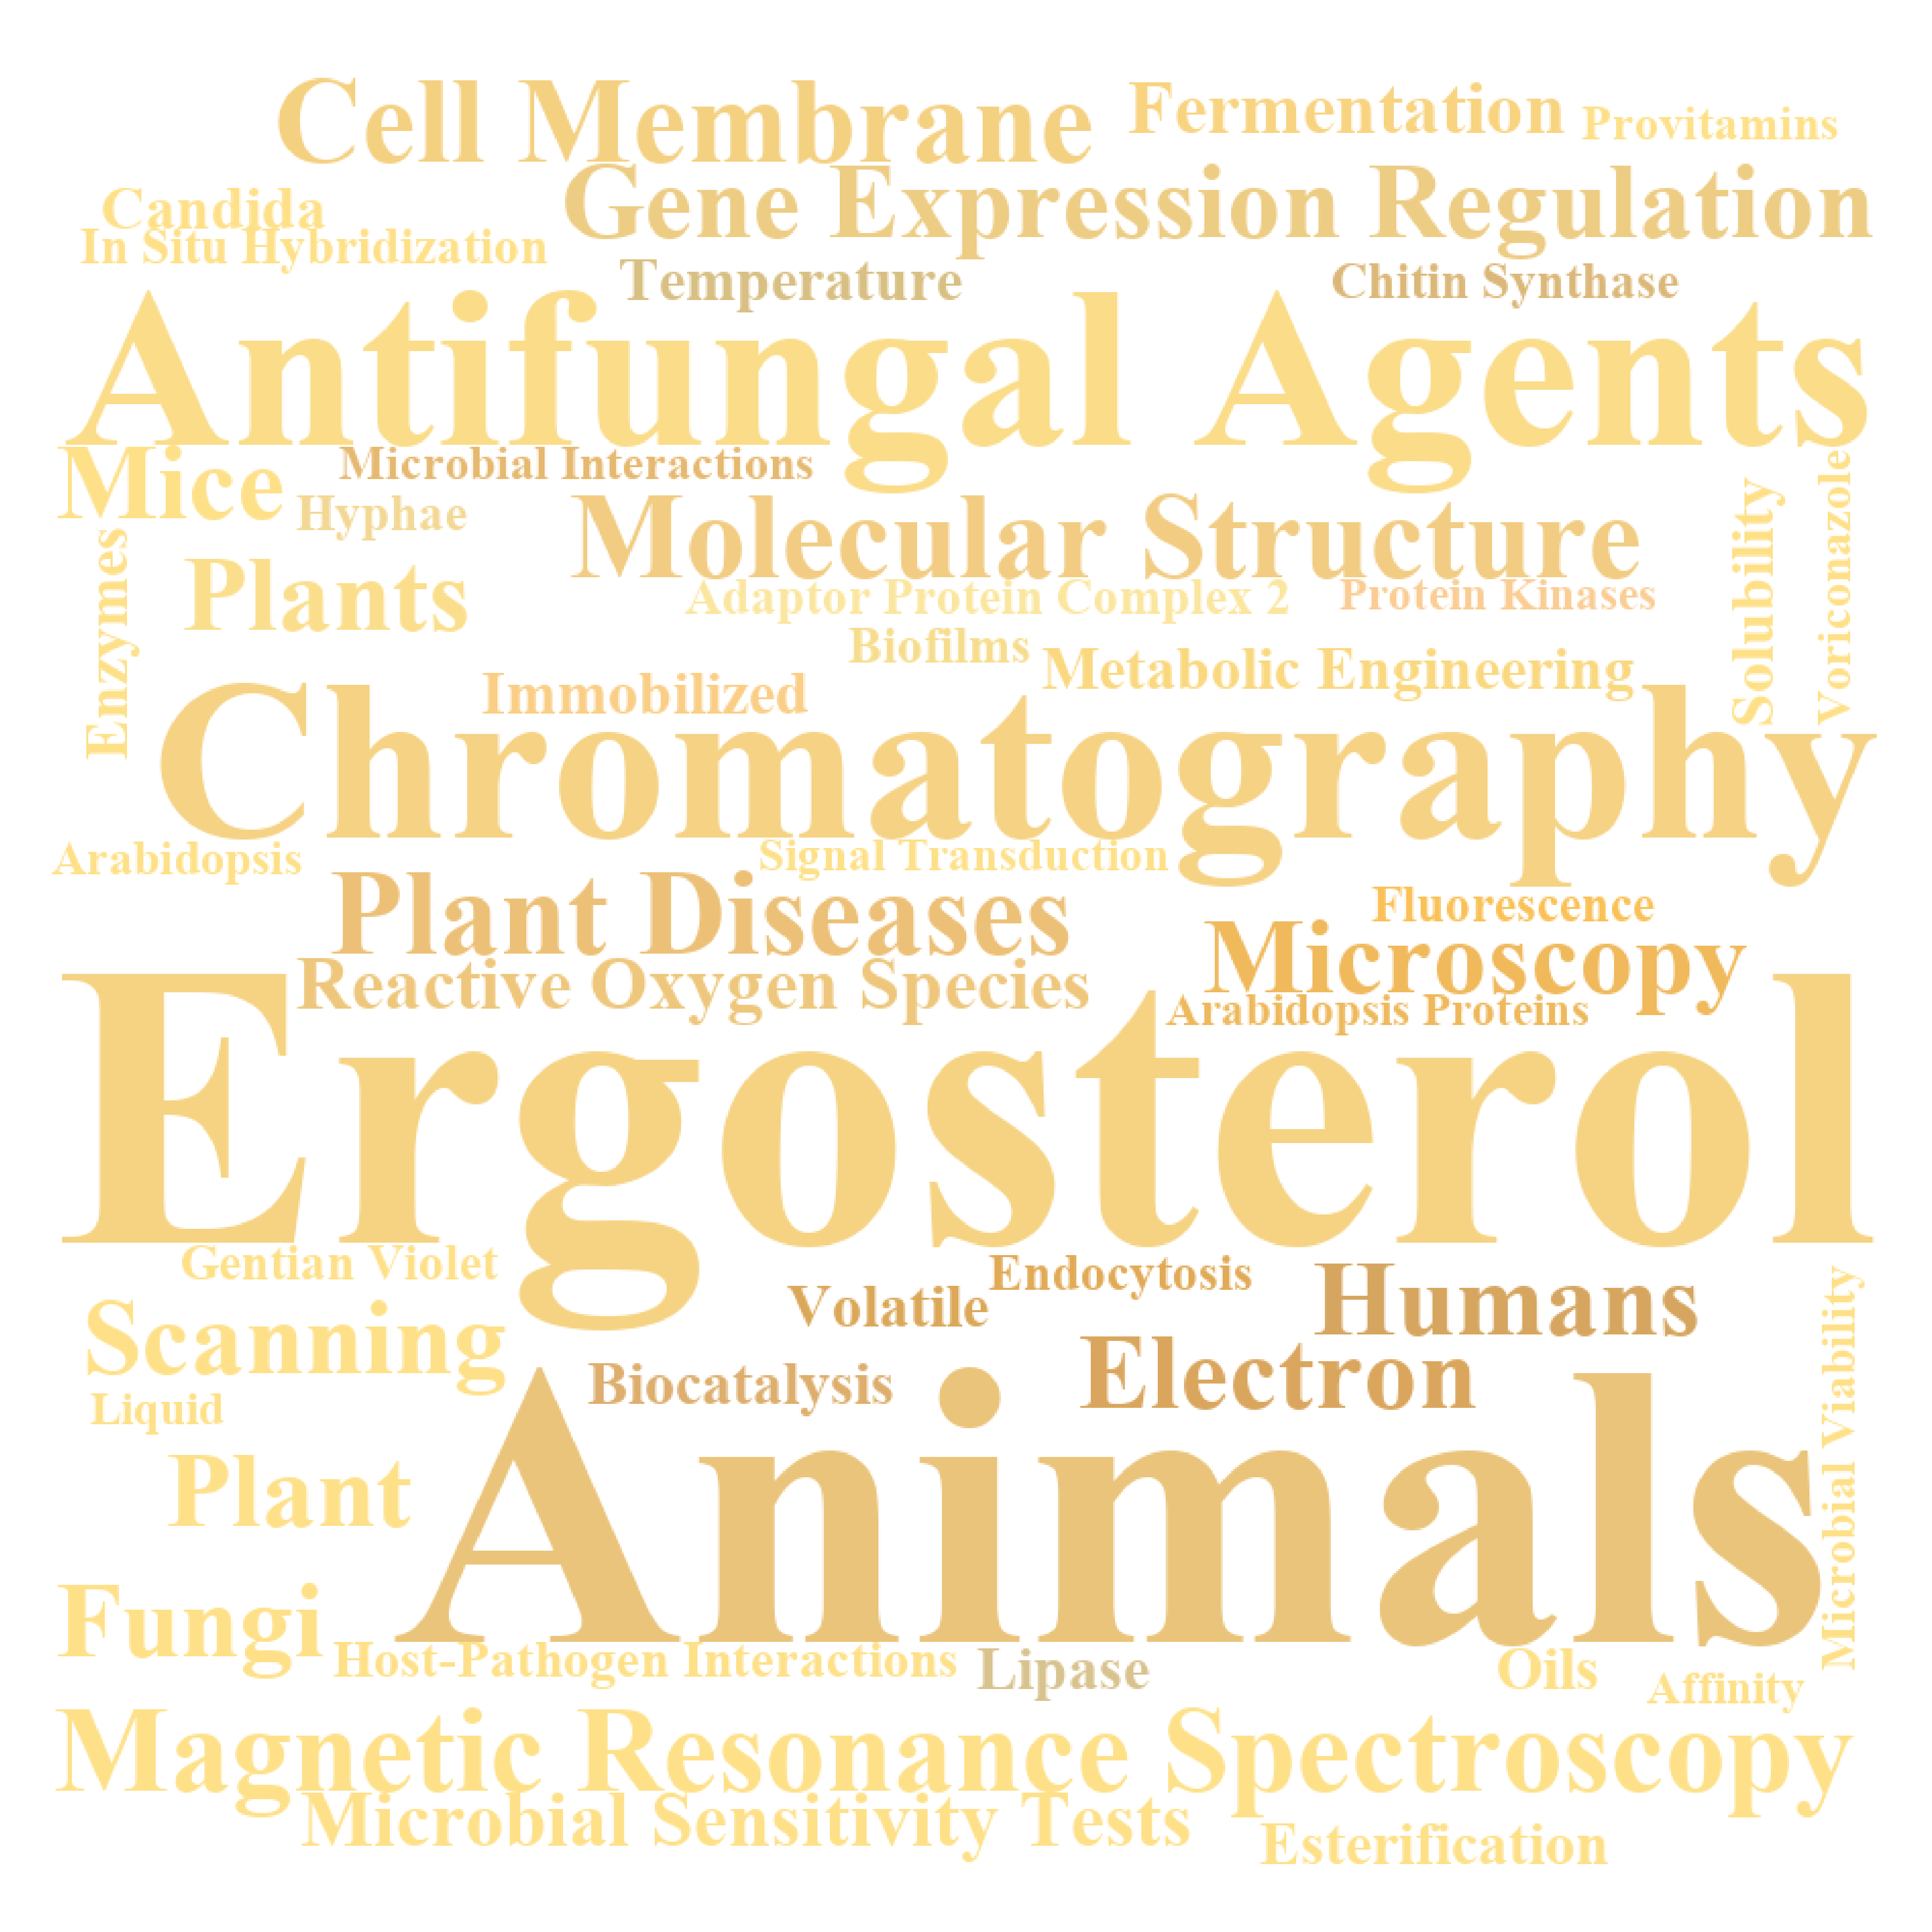 Cell Membrane
Fermentation
Provitamins
Candida
Gene Expression Regulation
In Situ Hybridization
Temperature
Chitin Synthase
Antifungal Agents
Mice
Microbial Interactions
Hyphae
Molecular Structure
Solubility
Voriconazole
Enzymes
Plants
Adaptor Protein Complex 2
Protein Kinases
Biofilms
Metabolic Engineering
Immobilized
Chromatography
Arabidopsis
Signal Transduction
Plant Diseases
Fluorescence
Microscopy
Reactive Oxygen Species
Arabidopsis Proteins
Ergosterol
Gentian Violet
Endocytosis
Humans
Volatile
Scanning
Electron
Biocatalysis
Liquid
Microbial Viability
Animals
Plant
Fungi
Host-Pathogen Interactions
Lipase
Oils
Affinity
Magnetic Resonance Spectroscopy
Microbial Sensitivity Tests
Esterification